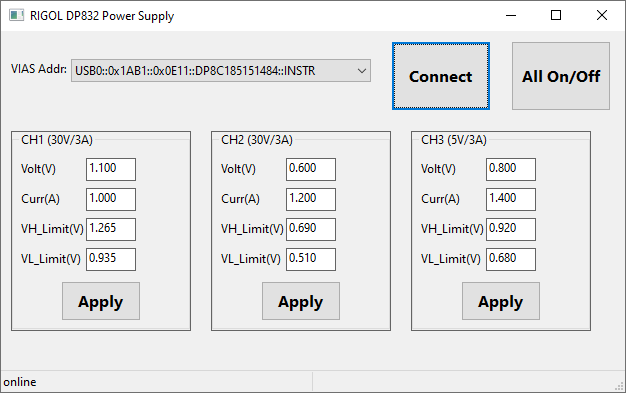 RIGOL DP832 Power Supply
VIAS Addr: USB0::0x1AB1::0x0E11::DP8C185151484::INSTR
Connect
All On/Off
CH1 (30V/3A)
Volt(V) 1.100
Curr(A) 1.000
VH_Limit(V) 1.265
VL_Limit(V) 0.935
Apply
CH2 (30V/3A)
Volt(V) 0.600
Curr(A) 1.200
VH_Limit(V) 0.690
VL_Limit(V) 0.510
Apply
CH3 (5V/3A)
Volt(V) 0.800
Curr(A) 1.400
VH_Limit(V) 0.920
VL_Limit(V) 0.680
Apply
online